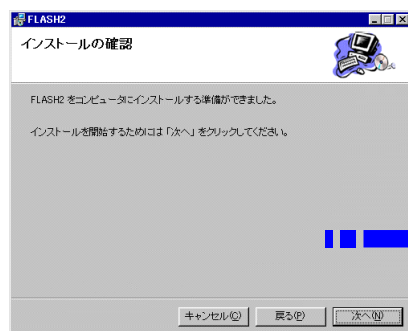 FLASH2
インストールの確認
FLASH2 をコンピュータにインストールする準備ができました。
インストールを開始するためには「次へ」をクリックしてください。
キャンセル(C) 戻る(P) 次へ(N)